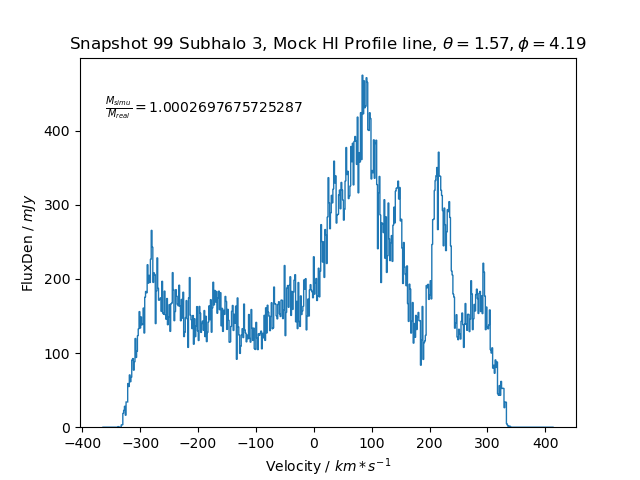 Snapshot 99 Subhalo 3, Mock HI Profile line, θ = 1.57, ϕ = 4.19
M_simu/M_real = 1.0002697675725287
FluxDen / mJy
400
300
200
100
0
−400 −300 −200 −100 0 100 200 300 400
Velocity / km * s⁻¹